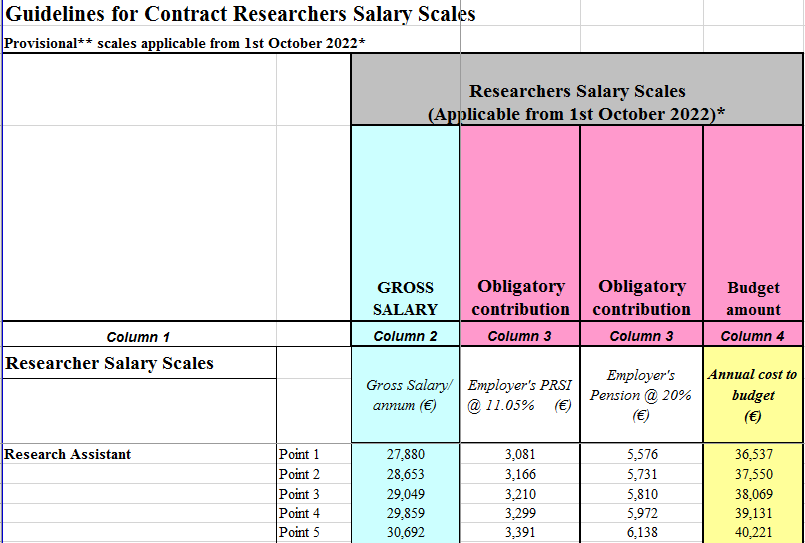 Guidelines for Contract Researchers Salary Scales
Provisional** scales applicable from 1st October 2022*
Researchers Salary Scales
(Applicable from 1st October 2022)*
GROSS
SALARY
Obligatory
contribution
Obligatory
contribution
Budget
amount
Column 1 Column 2 Column 3 Column 3 Column 4
Researcher Salary Scales
Gross Salary/
annum (€)
Employer's PRSI
@ 11.05% (€)
Employer's
Pension @ 20%
(€)
Annual cost to
budget
(€)
Research Assistant Point 1 27,880 3,081 5,576 36,537
Point 2 28,653 3,166 5,731 37,550
Point 3 29,049 3,210 5,810 38,069
Point 4 29,859 3,299 5,972 39,131
Point 5 30,692 3,391 6,138 40,221